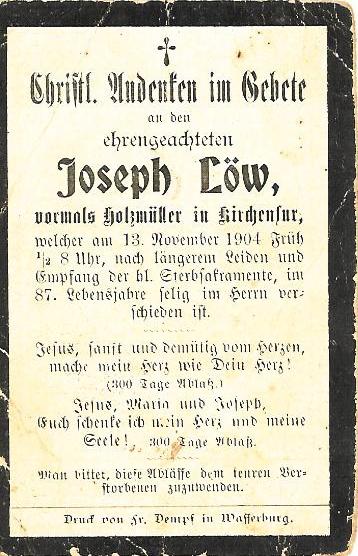 Christl. Andenken im Gebete
an den
ehrengeachteten
Joseph Löw,
vormals Holzmüller in Kirchensur,
welcher am 13. November 1904 Früh
½ 8 Uhr, nach längerem Leiden und
Empfang der hl. Sterbsakramente, im
87. Lebensjahre selig im Herrn ver-
schieden ist.
Jesus, sanft und demütig vom Herzen,
mache mein Herz wie Dein Herz!
(300 Tage Ablaß.)
Jesus, Maria und Joseph,
Euch schenke ich mein Herz und meine
Seele! 300 Tage Ablaß.
Man bittet, diese Ablässe dem teuren Ver-
storbenen zuzuwenden.
Druck von Fr. Dempf in Wasserburg.